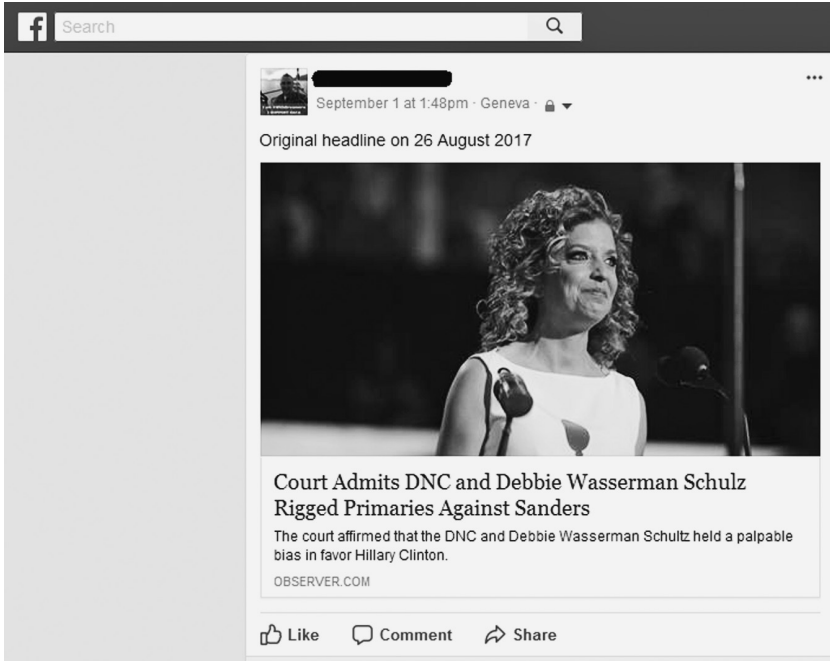 f
Search
September 1 at 1:48pm · Geneva ·
Original headline on 26 August 2017
Court Admits DNC and Debbie Wasserman Schulz
Rigged Primaries Against Sanders
The court affirmed that the DNC and Debbie Wasserman Schultz held a palpable
bias in favor Hillary Clinton.
OBSERVER.COM
Like Comment Share